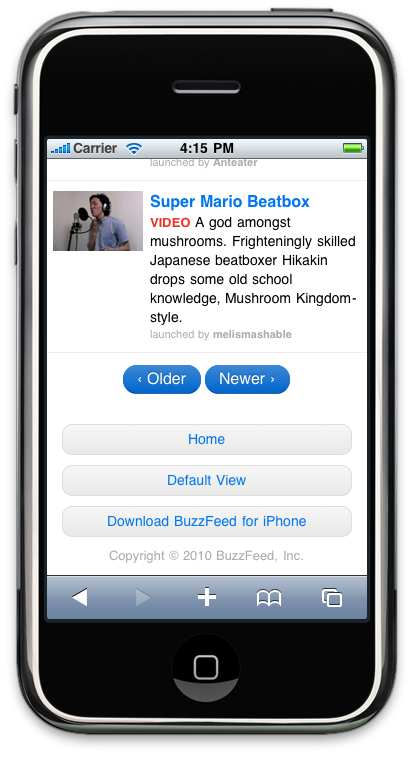 Carrier 4:15 PM
launched by Anteater
Super Mario Beatbox
VIDEO A god amongst
mushrooms. Frighteningly skilled
Japanese beatboxer Hikakin
drops some old school
knowledge, Mushroom Kingdom-
style.
launched by melismashable
‹ Older Newer ›
Home
Default View
Download BuzzFeed for iPhone
Copyright © 2010 BuzzFeed, Inc.